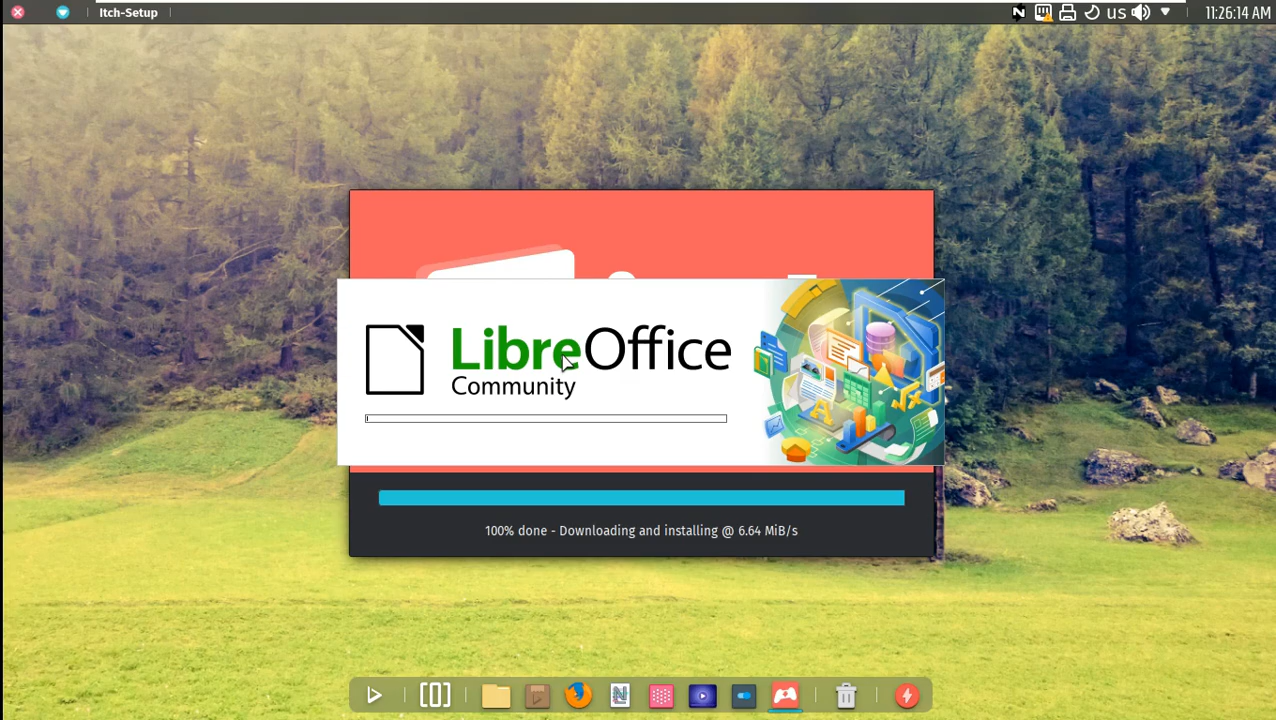 Itch-Setup
us
11:26:14 AM
LibreOffice
Community
100% done - Downloading and installing @ 6.64 MiB/s